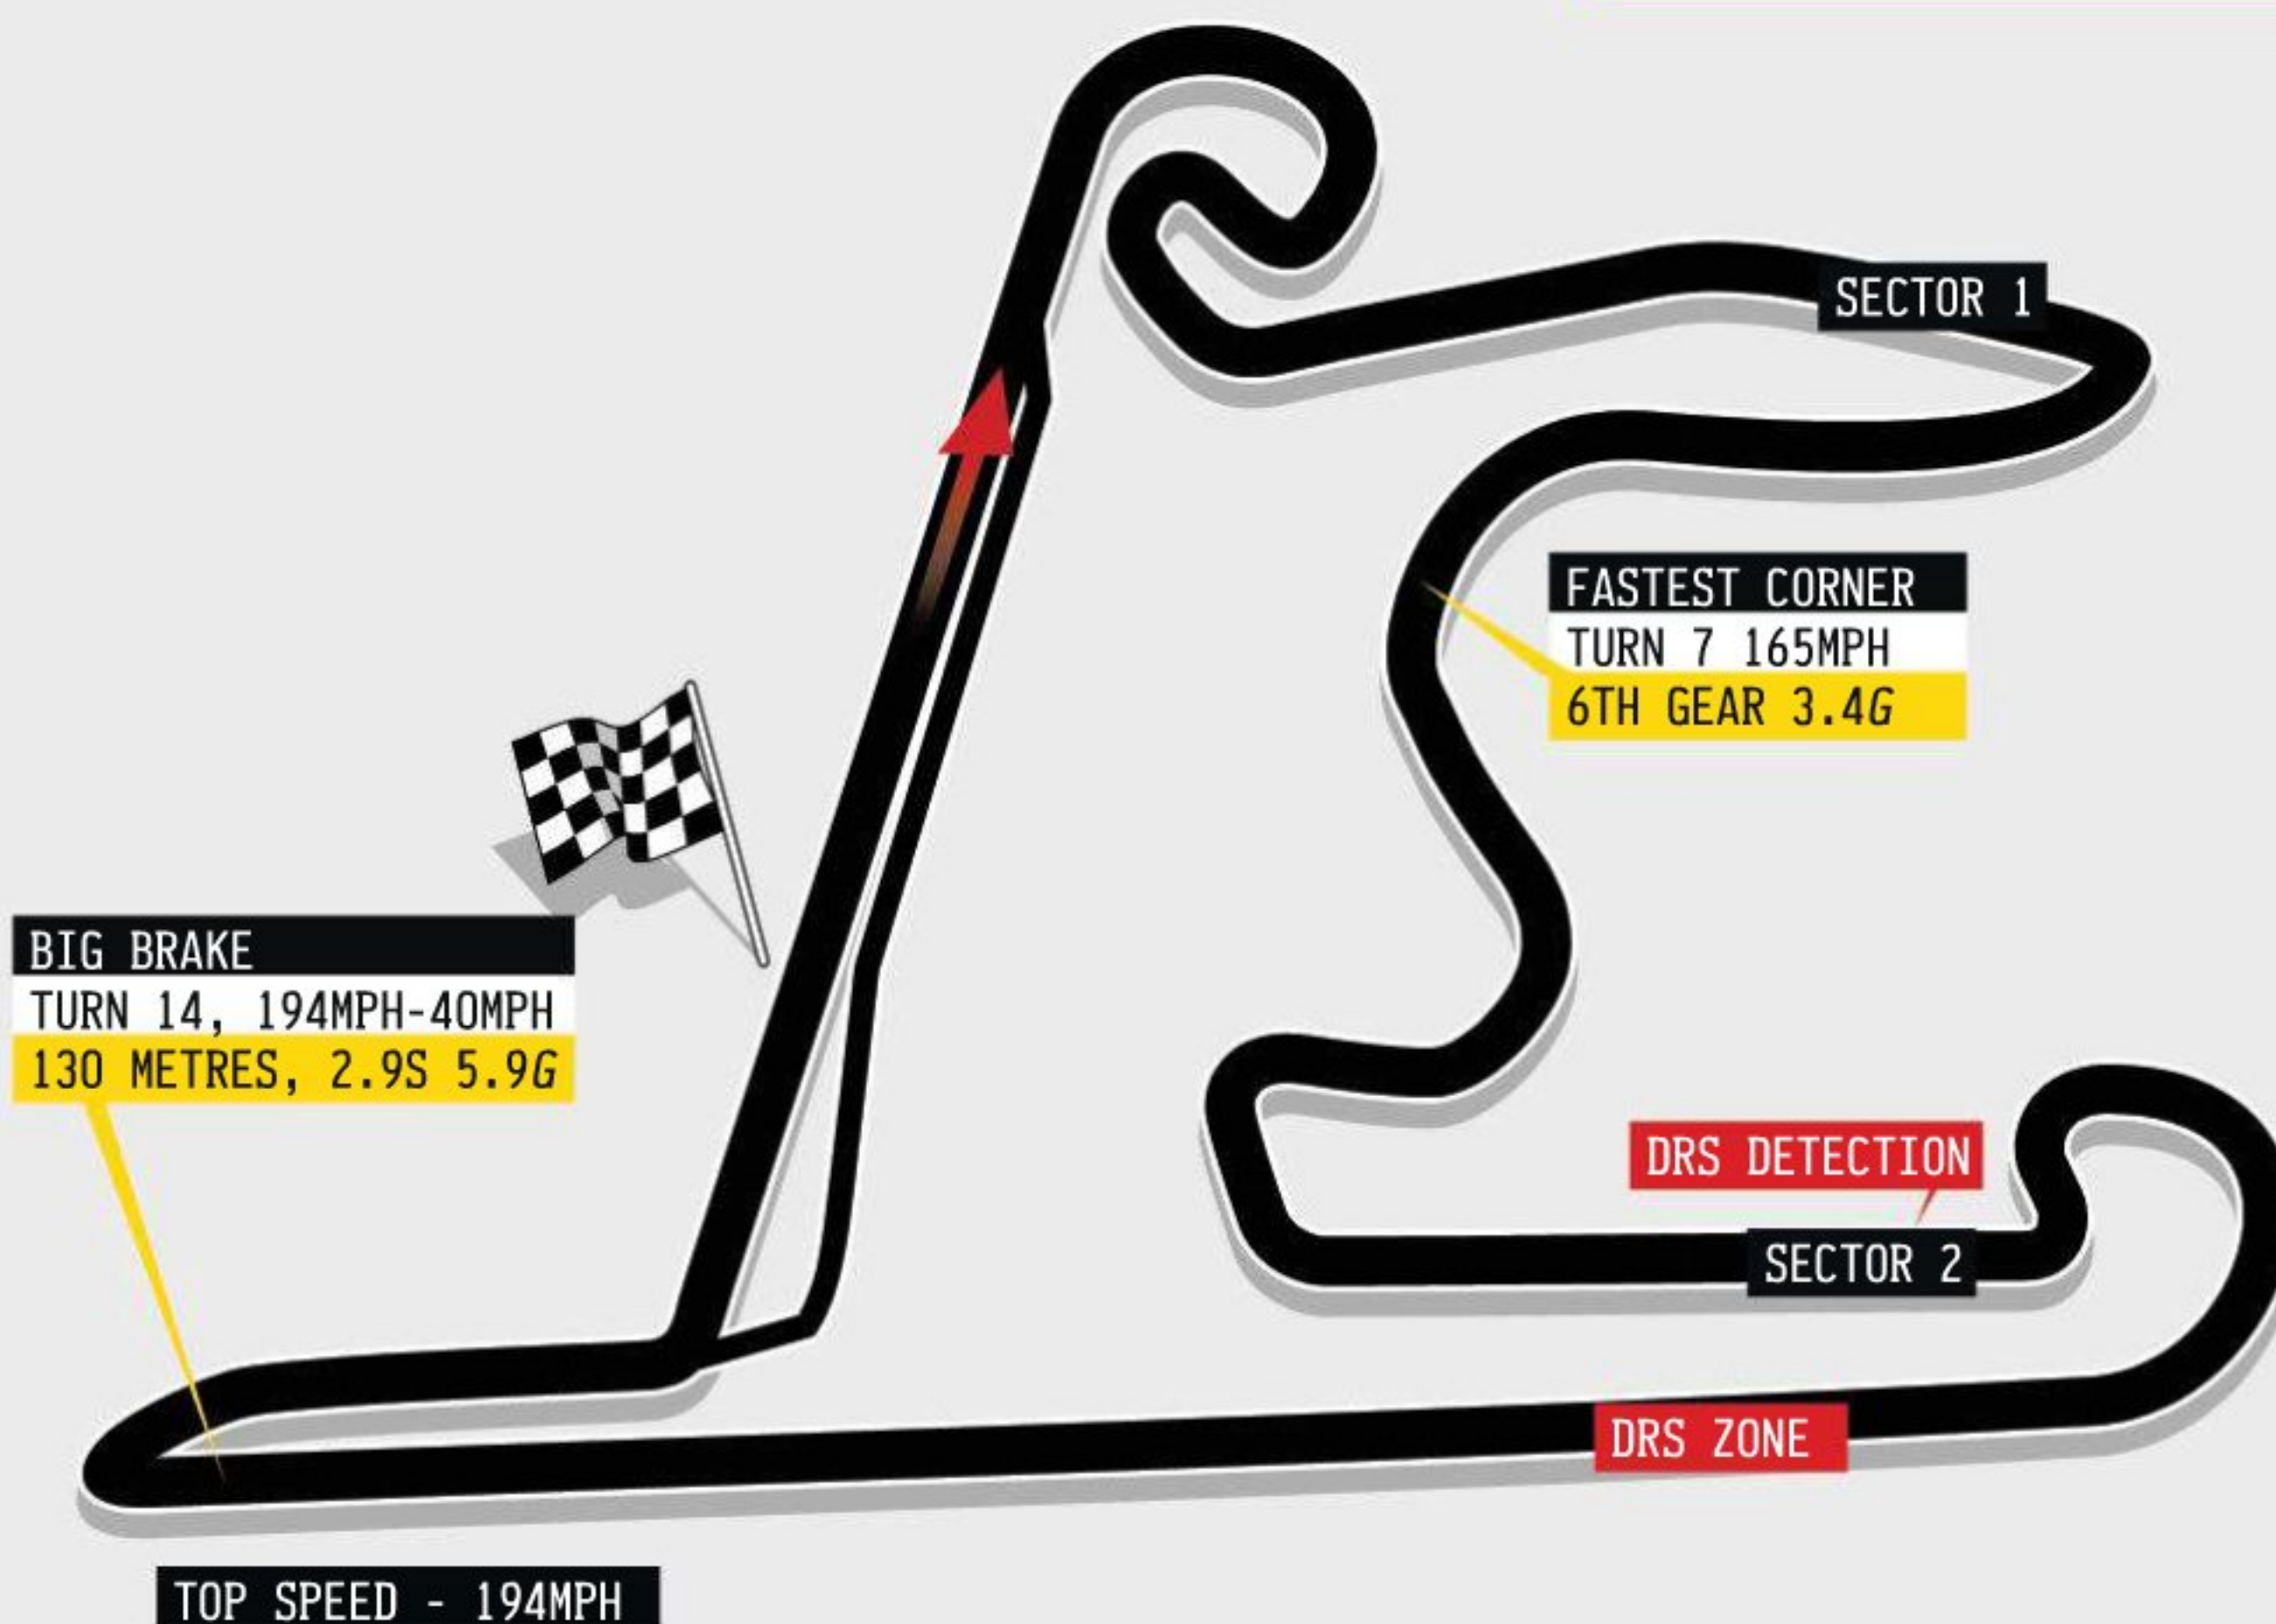 SECTOR 1
FASTEST CORNER
TURN 7 165MPH
6TH GEAR 3.4G
BIG BRAKE
TURN 14, 194MPH-40MPH
130 METRES, 2.9S 5.9G
DRS DETECTION
SECTOR 2
DRS ZONE
TOP SPEED - 194MPH